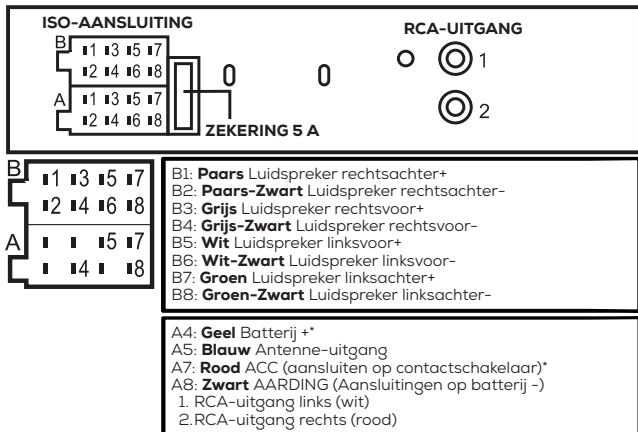 ISO-AANSLUITING
RCA-UITGANG
B
1 3 5 7
2 4 6 8
A
1 3 5 7
2 4 6 8
1
2
ZEKERING 5 A
B
1 3 5 7
2 4 6 8
A
5 7
4 8
B1: Paars Luidspreker rechtsachter+
B2: Paars-Zwart Luidspreker rechtsachter-
B3: Grijs Luidspreker rechtsvoor+
B4: Grijs-Zwart Luidspreker rechtsvoor-
B5: Wit Luidspreker linksvoor+
B6: Wit-Zwart Luidspreker linksvoor-
B7: Groen Luidspreker linksachter+
B8: Groen-Zwart Luidspreker linksachter-
A4: Geel Batterij +*
A5: Blauw Antenne-uitgang
A7: Rood ACC (aansluiten op contactschakelaar)*
A8: Zwart AARDING (Aansluitingen op batterij -)
1. RCA-uitgang links (wit)
2.RCA-uitgang rechts (rood)